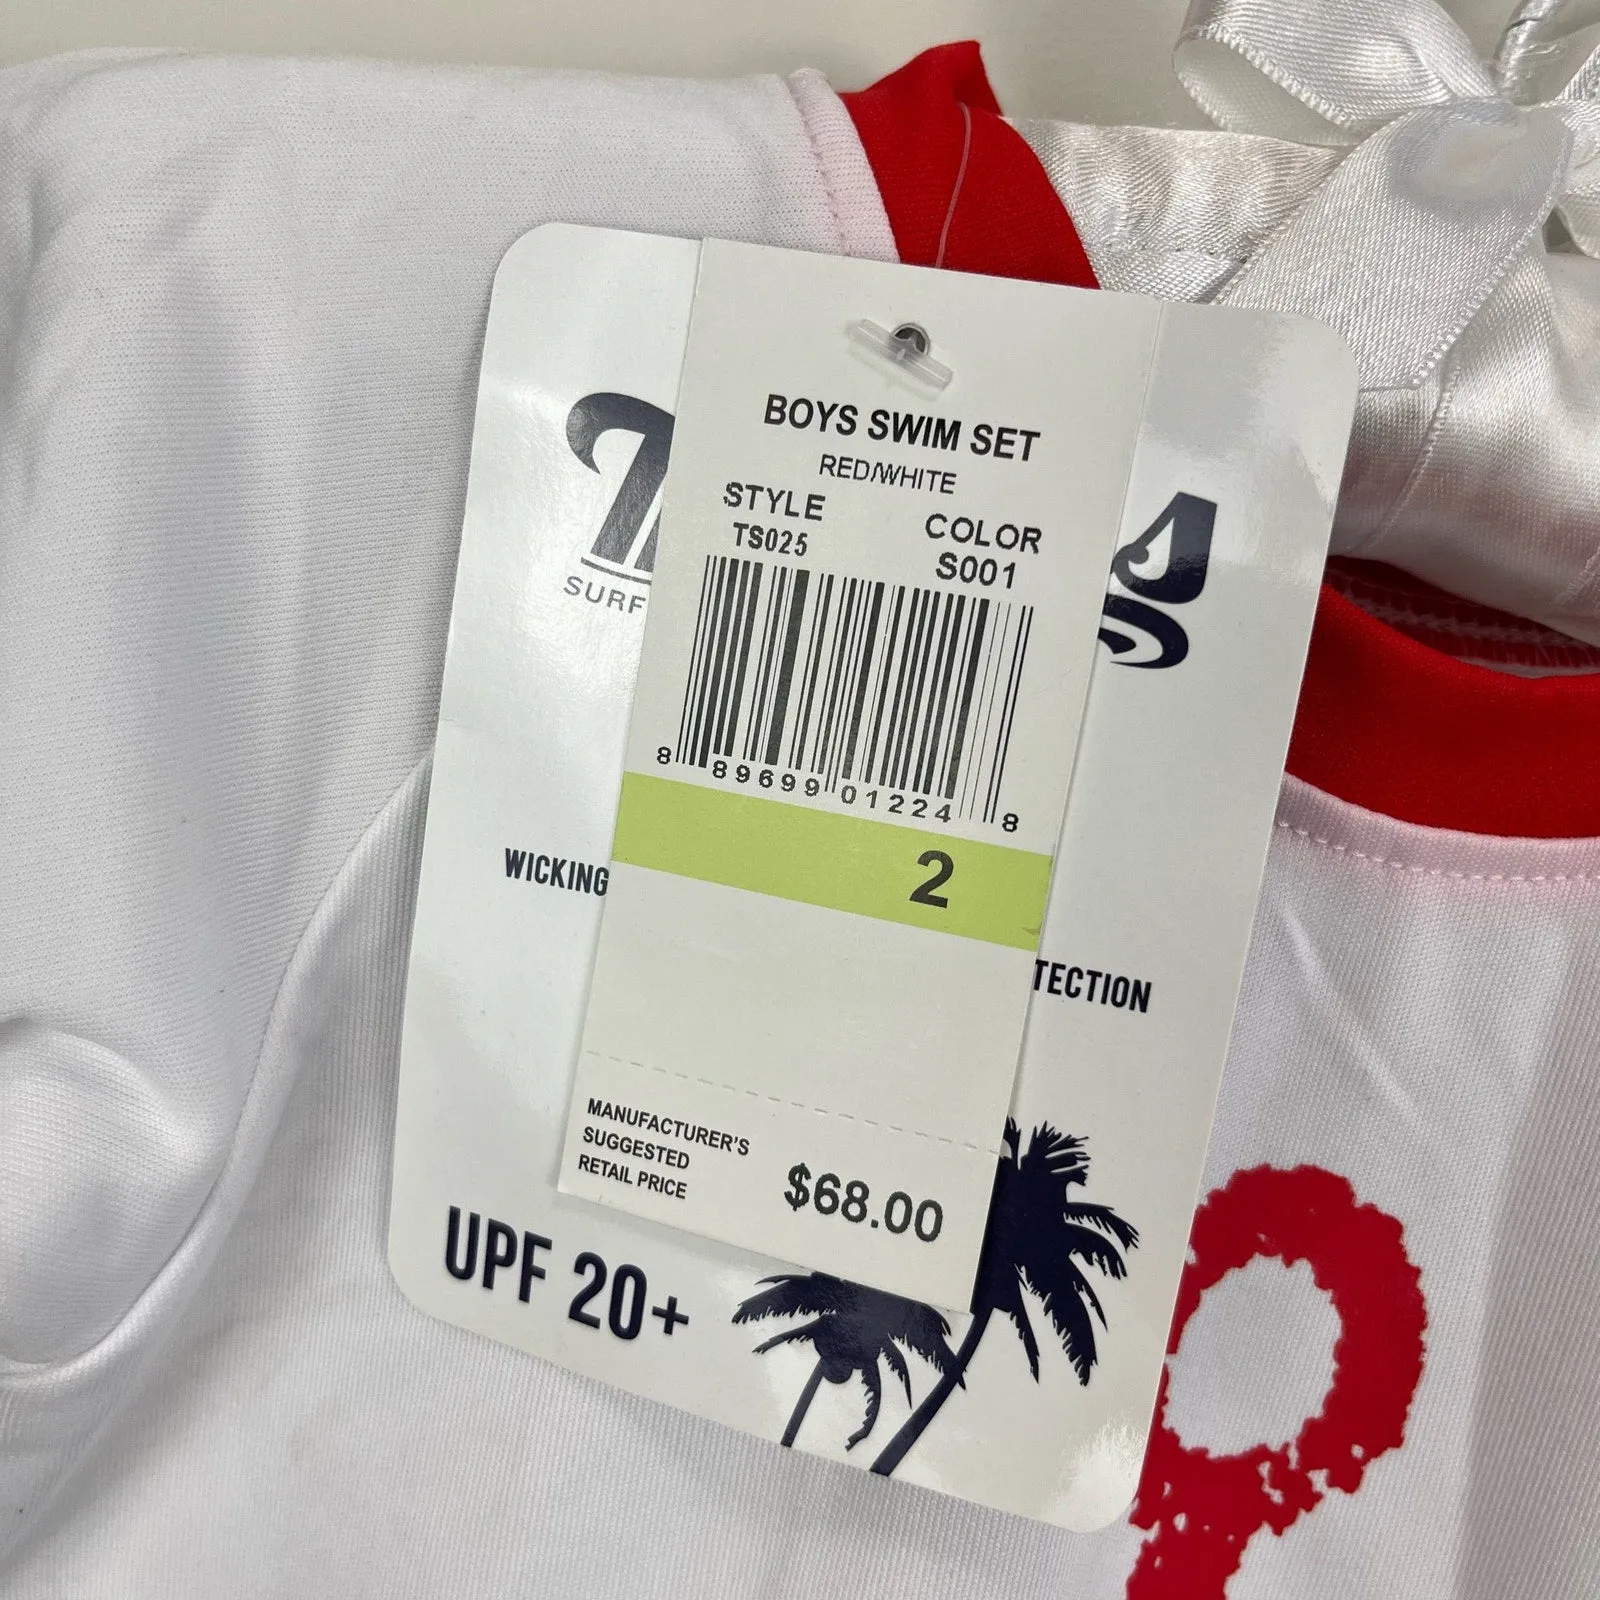 BOYS SWIM SET
RED/WHITE
STYLE
TS025
COLOR
S001
8 89699 01224 8
2
MANUFACTURER'S
SUGGESTED
RETAIL PRICE
$68.00
SURF
WICKING
TECTION
UPF 20+